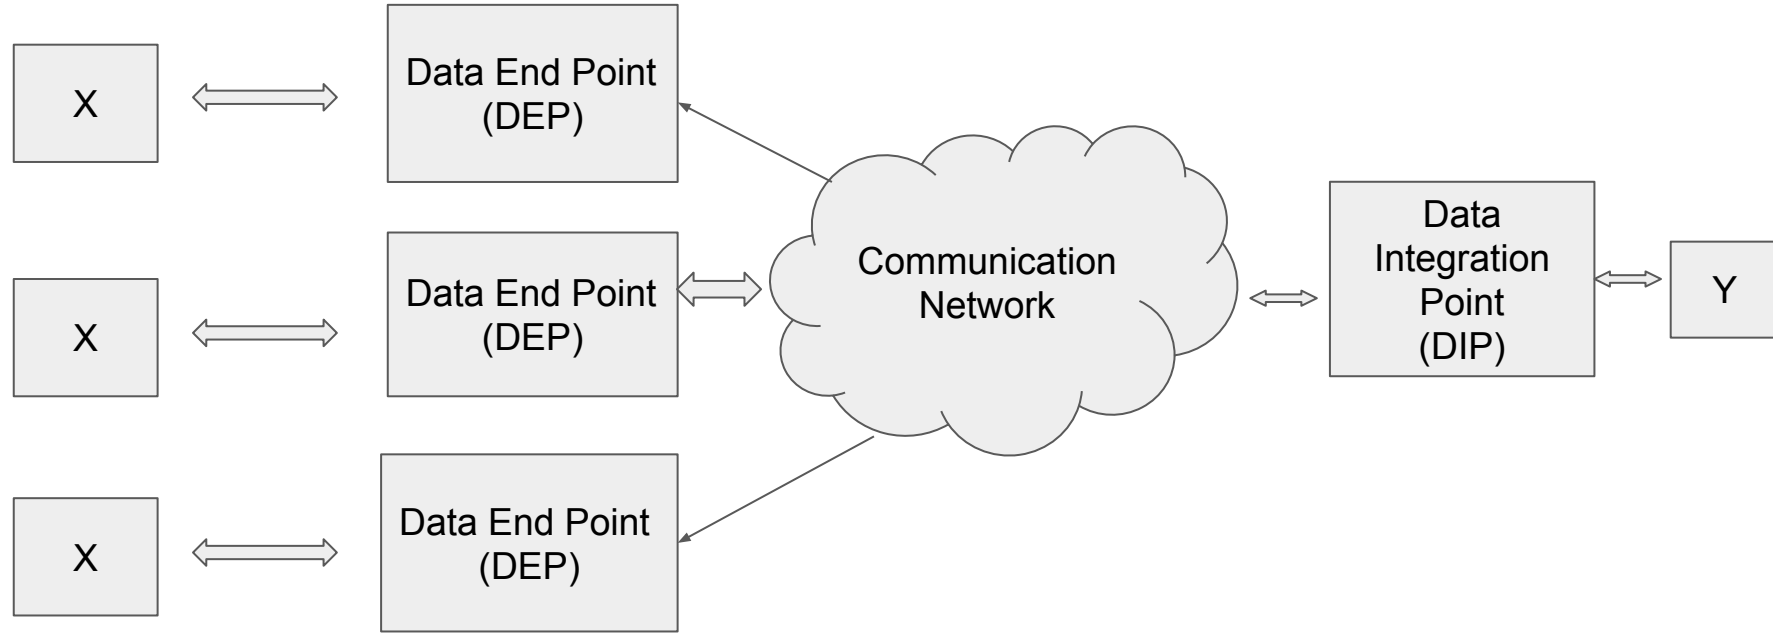 X
Data End Point
(DEP)
X
Data End Point
(DEP)
X
Data End Point
(DEP)
Communication
Network
Data
Integration
Point
(DIP)
Y